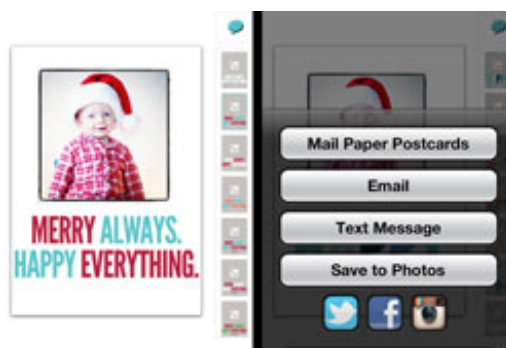 MERRY ALWAYS.
HAPPY EVERYTHING.
Mail Paper Postcards
Email
Text Message
Save to Photos